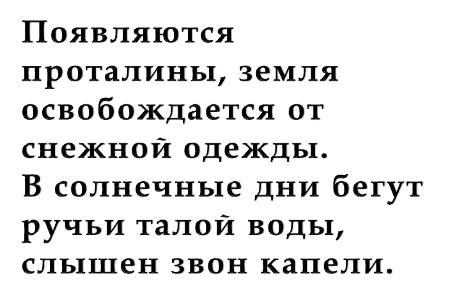 Появляются
проталины, земля
освобождается от
снежной одежды.
В солнечные дни бегут
ручьи талой воды,
слышен звон капели.